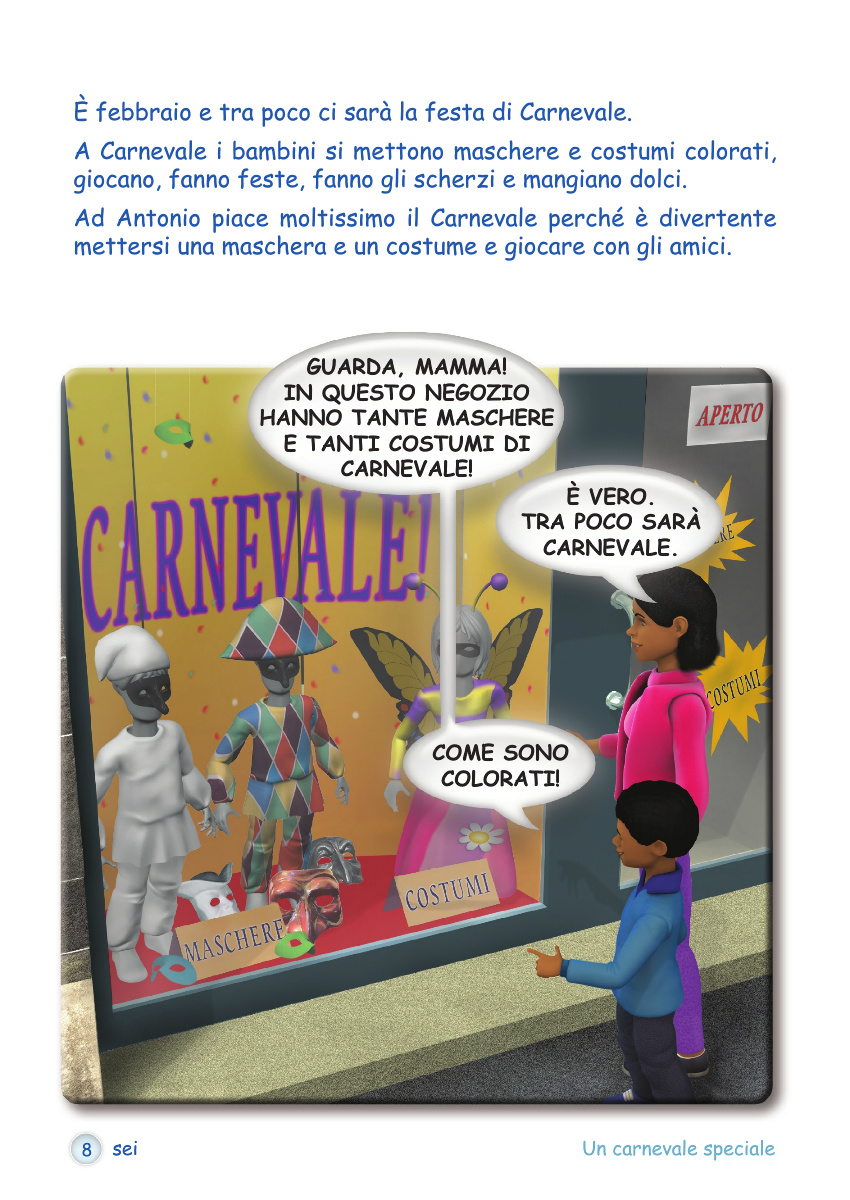 È febbraio e tra poco ci sarà la festa di Carnevale.
A Carnevale i bambini si mettono maschere e costumi colorati,
giocano, fanno feste, fanno gli scherzi e mangiano dolci.
Ad Antonio piace moltissimo il Carnevale perché è divertente
mettersi una maschera e un costume e giocare con gli amici.
GUARDA, MAMMA!
IN QUESTO NEGOZIO
HANNO TANTE MASCHERE
E TANTI COSTUMI DI
CARNEVALE!
APERTO
È VERO.
TRA POCO SARÀ
CARNEVALE.
CARNEVALE!
COSTUMI
COME SONO
COLORATI!
COSTUMI
MASCHERE
8 sei
Un carnevale speciale